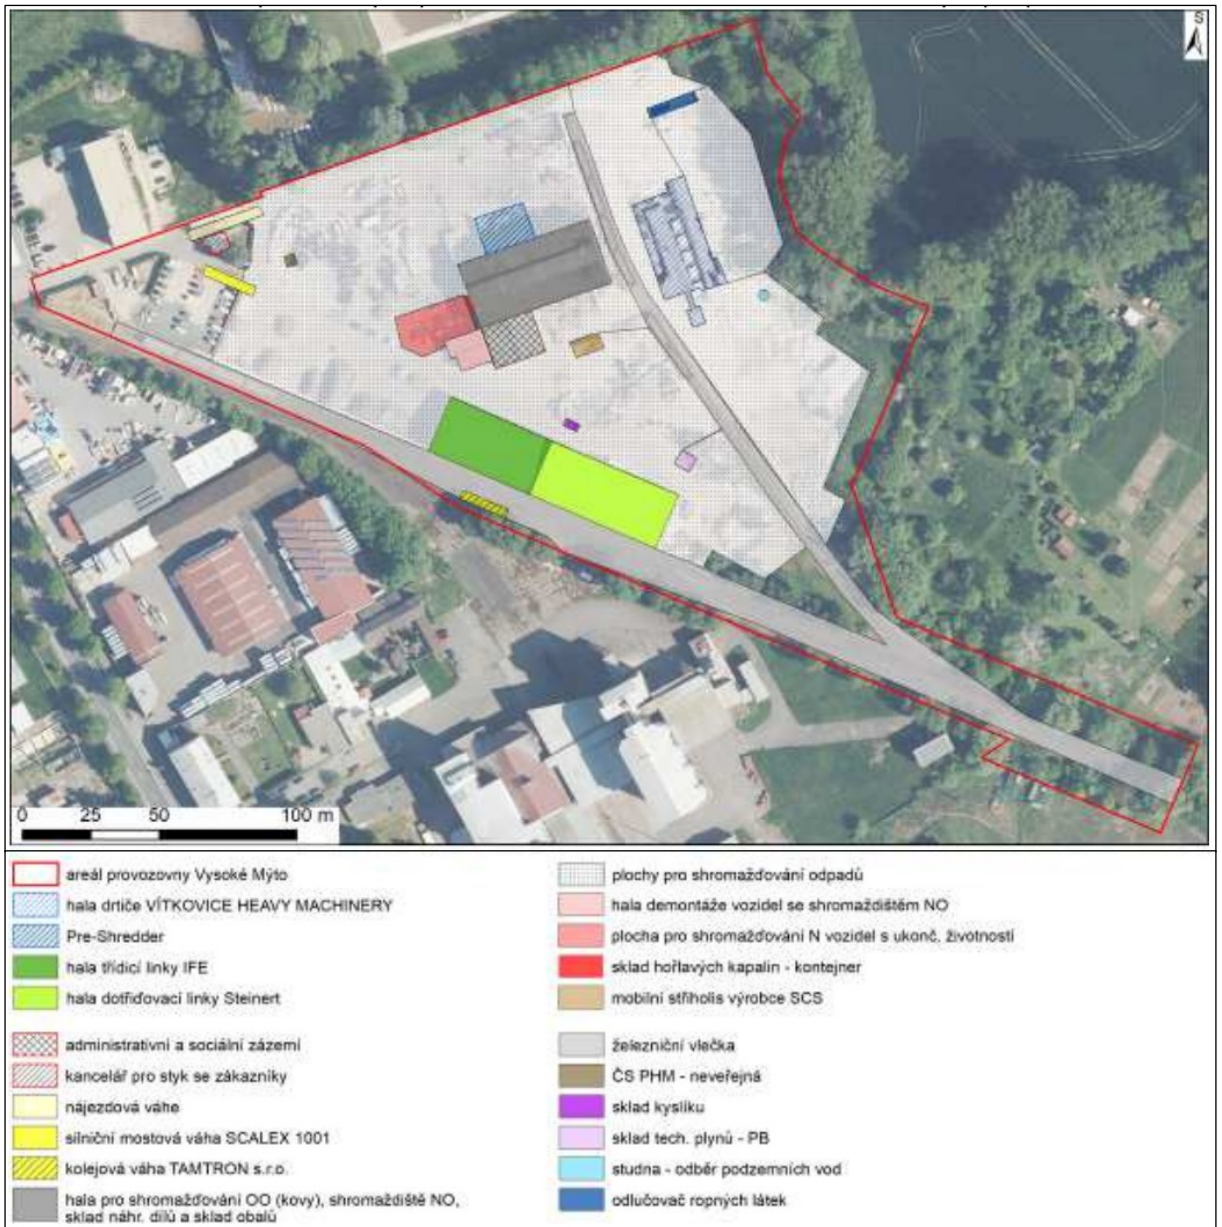 S
0 25 50 100 m
areál provozovny Vysoké Mýto
hala drtiče VÍTKOVICE HEAVY MACHINERY
Pre-Shredder
hala třídicí linky IFE
hala dotřiďovací linky Steinert
administrativní a sociální zázemí
kancelář pro styk se zákazníky
nájezdová váhe
silniční mostová váha SCALEX 1001
kolejová váha TAMTRON s.r.o.
hala pro shromažďování OO (kovy), shromaždiště NO,
sklad náhr. dílů a sklad obalů
plochy pro shromažďování odpadů
hala demontáže vozidel se shromaždištěm NO
plocha pro shromažďování N vozidel s ukonč. životností
sklad hořlavých kapalin - kontejner
mobilní střiholis výrobce SCS
železniční vlečka
ČS PHM - neveřejná
sklad kyslíku
sklad tech. plynů - PB
studna - odběr podzemních vod
odlučovač ropných látek